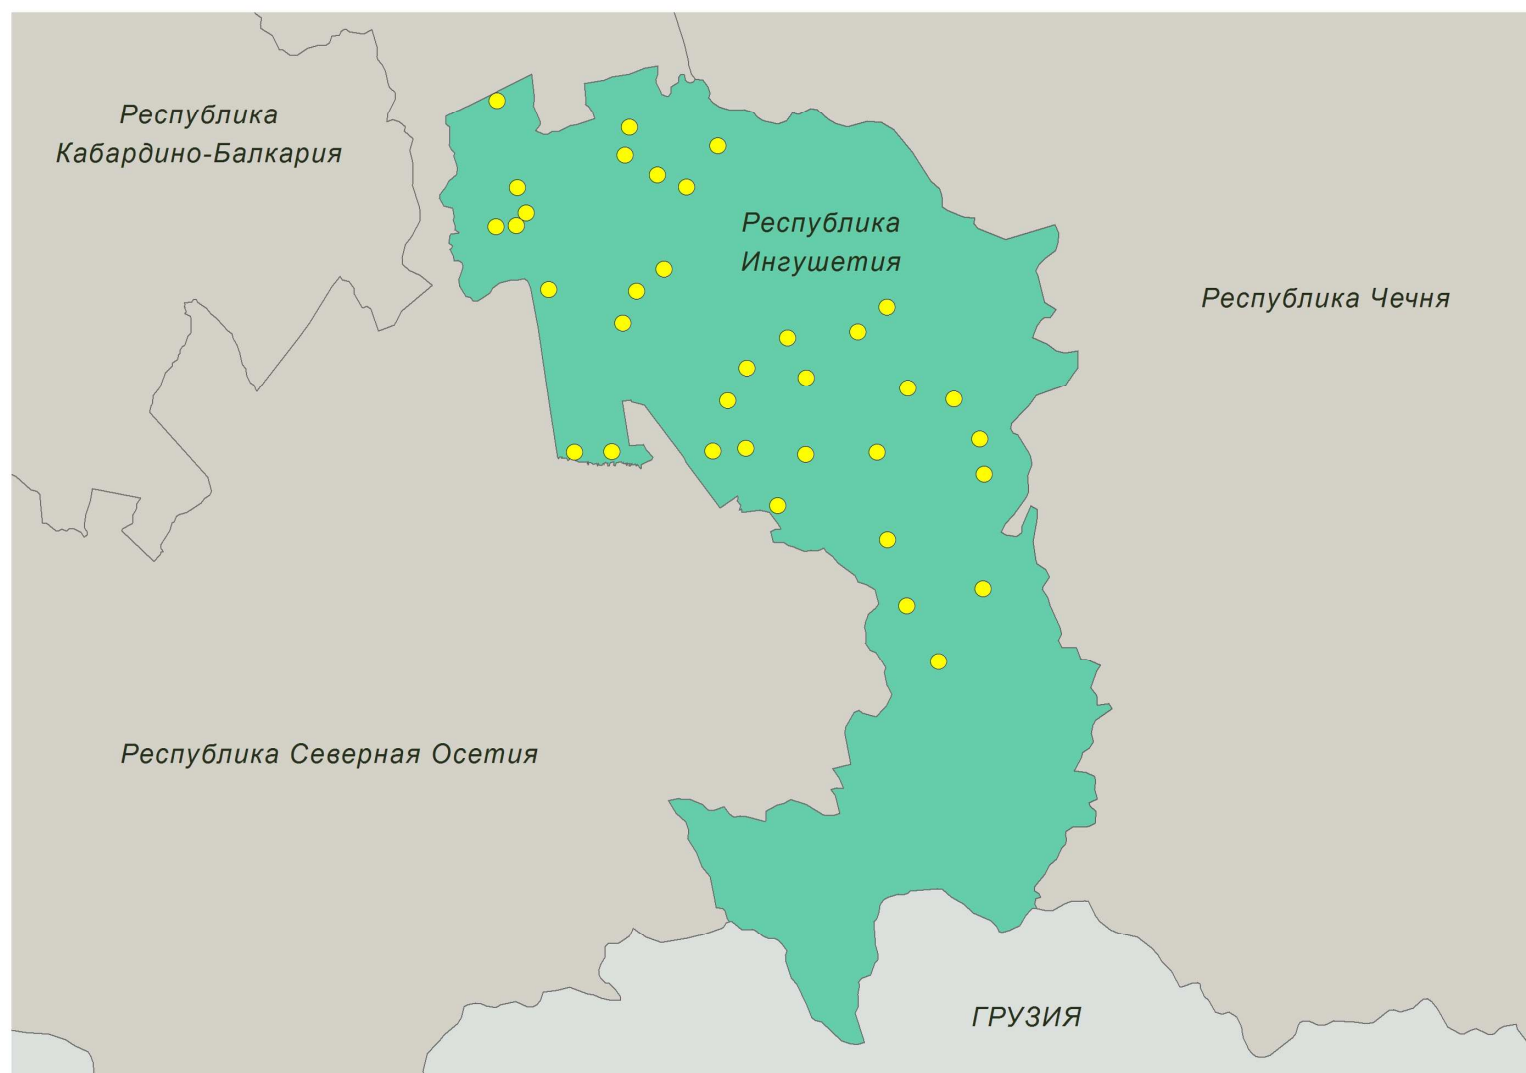 Республика
Кабардино-Балкария
Республика
Ингушетия
Республика Чечня
Республика Северная Осетия
ГРУЗИЯ